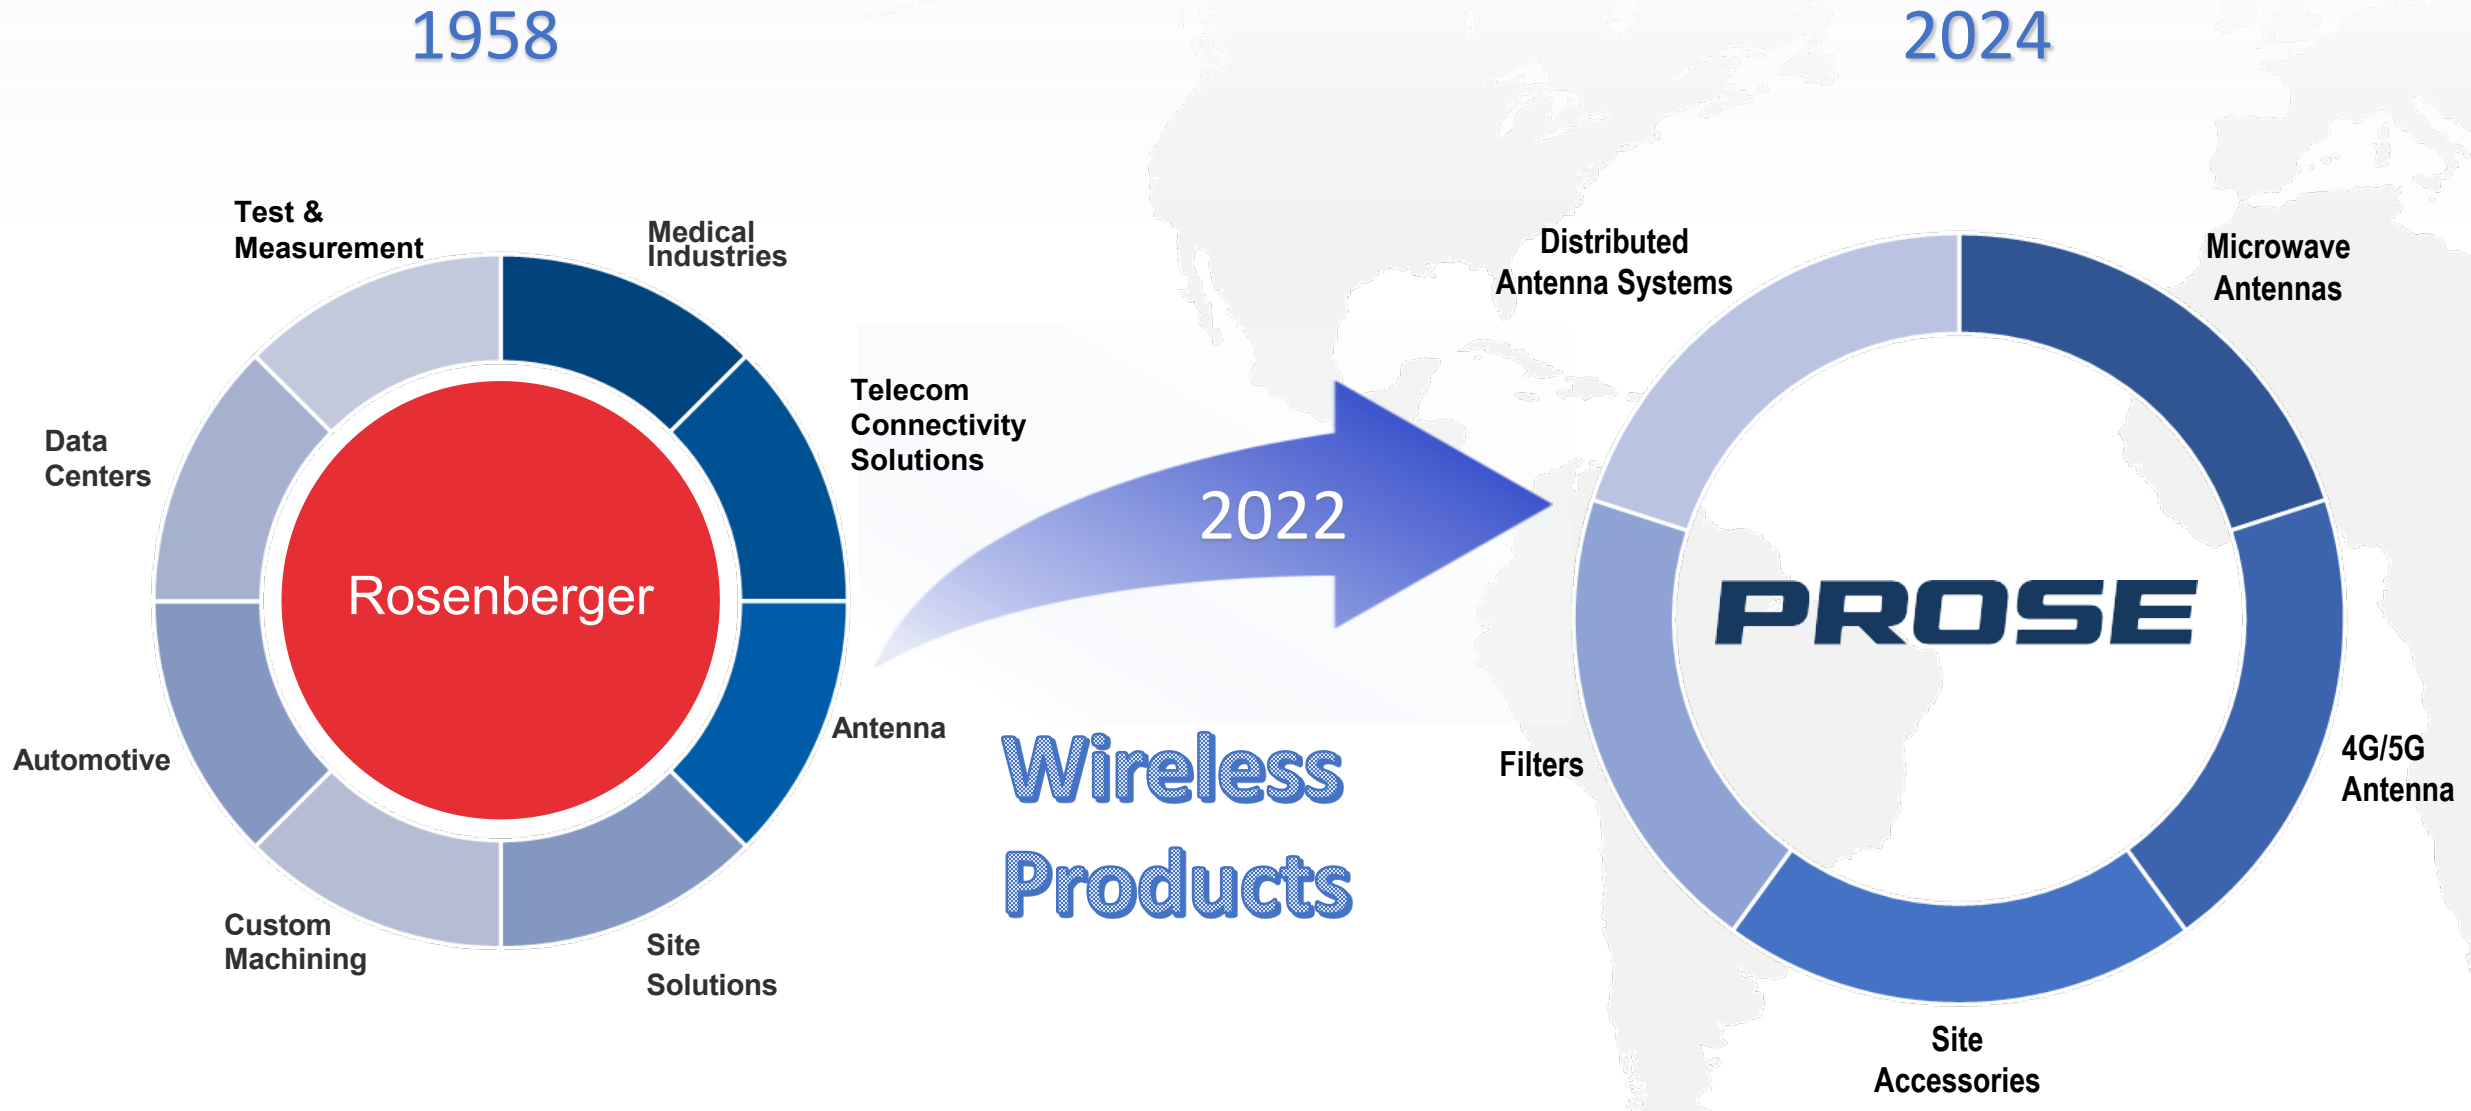 1958
2024
Test &
Measurement
Medical
Industries
Telecom
Connectivity
Solutions
Data
Centers
Rosenberger
Automotive
Antenna
Custom
Machining
Site
Solutions
2022
Wireless
Products
Distributed
Antenna Systems
Microwave
Antennas
PROSE
Filters
4G/5G
Antenna
Site
Accessories